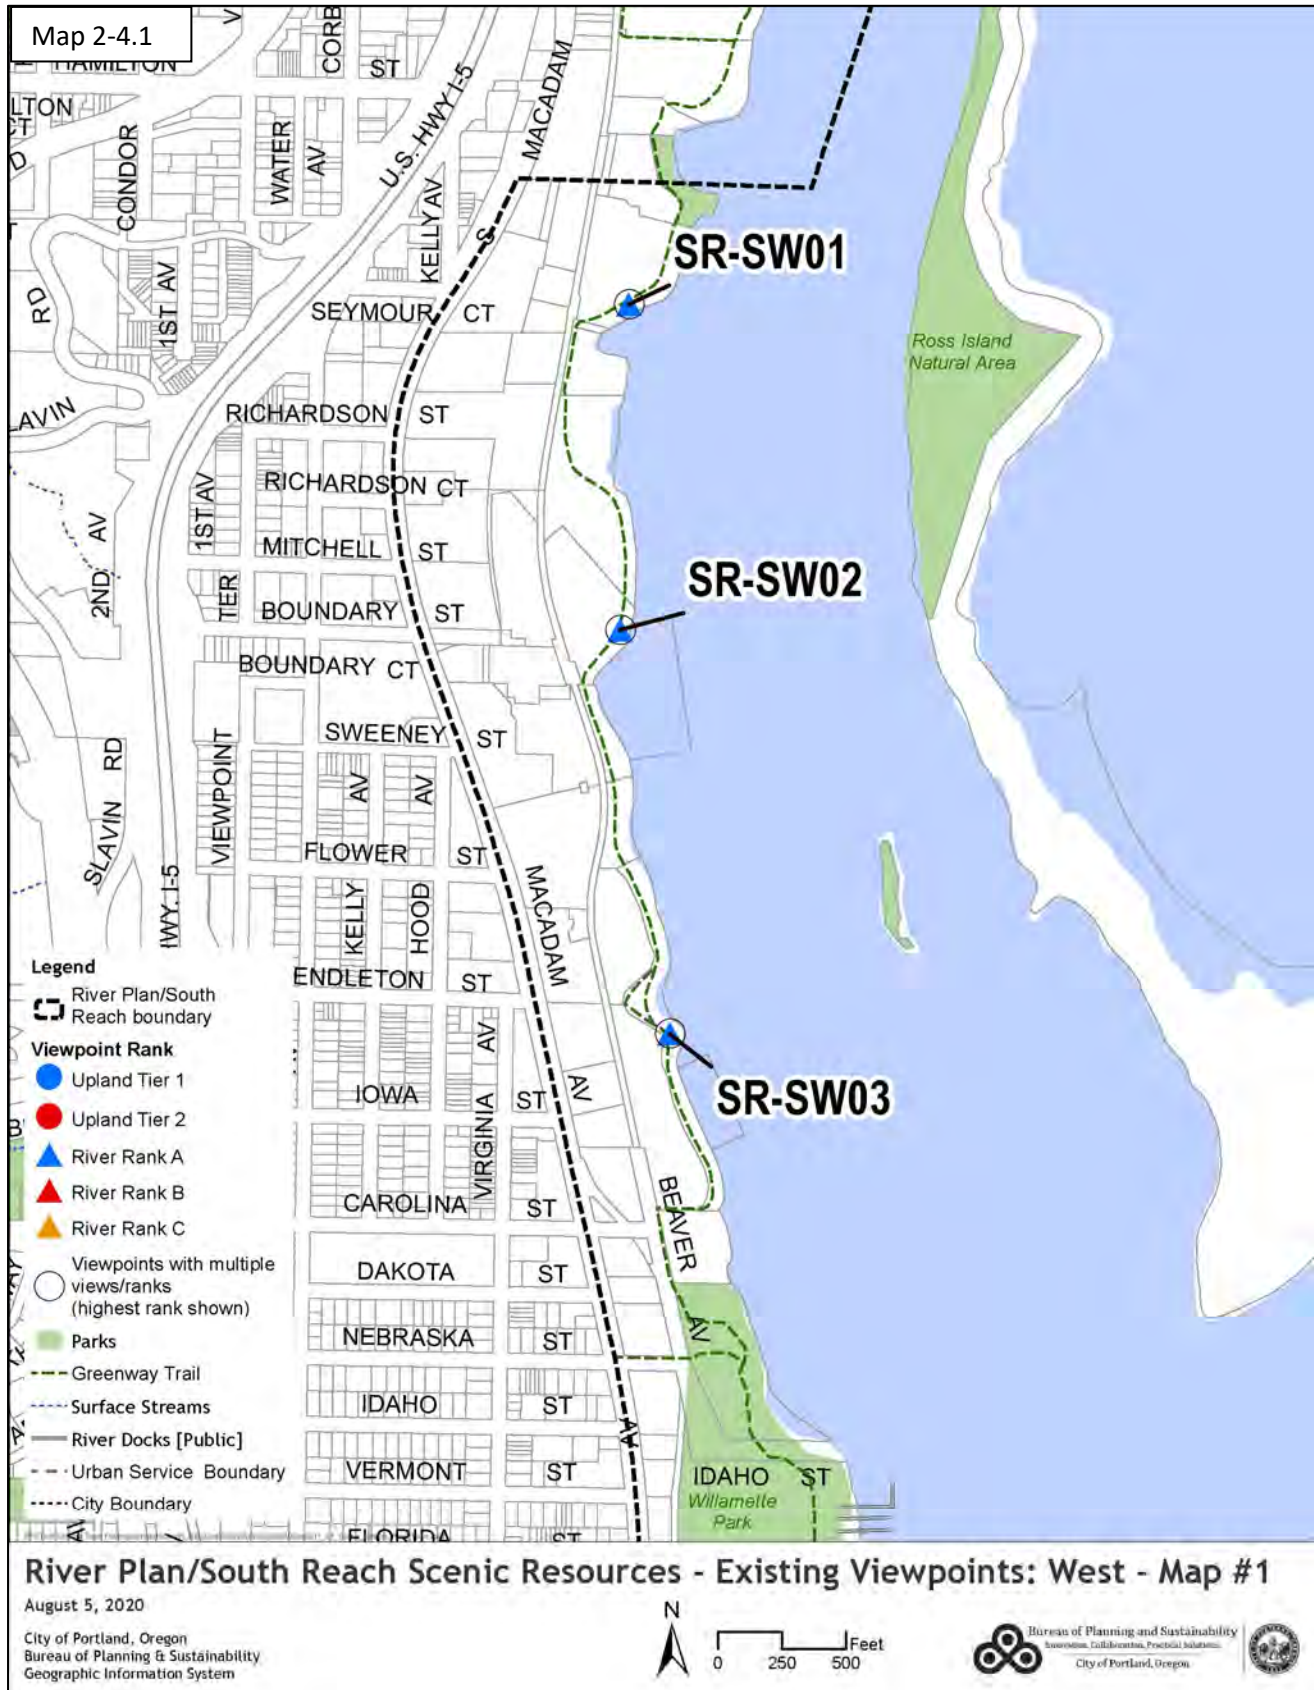 Map 2-4.1
HAMILTON
ST
CORB
V
LTON
CT
D
CONDOR
WATER
AV
U.S. HWY I-5
MACADAM
KELLY AV
S
RD
1ST AV
SEYMOUR CT
SR-SW01
Ross Island
Natural Area
LAVIN
RICHARDSON ST
1ST AV
RICHARDSON CT
2ND AV
MITCHELL ST
TER
BOUNDARY ST
SR-SW02
BOUNDARY CT
SWEENEY ST
SLAVIN RD
VIEWPOINT
AV
AV
FLOWER ST
MACADAM
KELLY
HOOD
IWY. I-5
ENDLETON ST
AV
IOWA ST
AV
SR-SW03
VIRGINIA
CAROLINA ST
BEAVER
DAKOTA ST
AV
NEBRASKA ST
IDAHO ST
AV
VERMONT ST
IDAHO ST
Willamette
Park
FLORIDA ST
AV
Legend
River Plan/South
Reach boundary
Viewpoint Rank
Upland Tier 1
Upland Tier 2
River Rank A
River Rank B
River Rank C
Viewpoints with multiple
views/ranks
(highest rank shown)
Parks
Greenway Trail
Surface Streams
River Docks [Public]
Urban Service Boundary
City Boundary
River Plan/South Reach Scenic Resources - Existing Viewpoints: West - Map #1
August 5, 2020
City of Portland, Oregon
Bureau of Planning & Sustainability
Geographic Information System
N
0 250 500 Feet
Bureau of Planning and Sustainability
Innovation. Collaboration. Practical Solutions.
City of Portland, Oregon